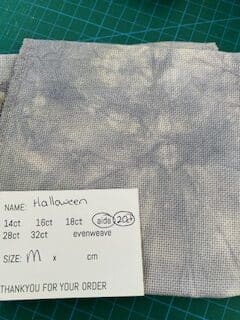 NAME: Halloween
14ct 16ct 18ct aida 20ct
28ct 32ct evenweave
SIZE: M x cm
THANKYOU FOR YOUR ORDER